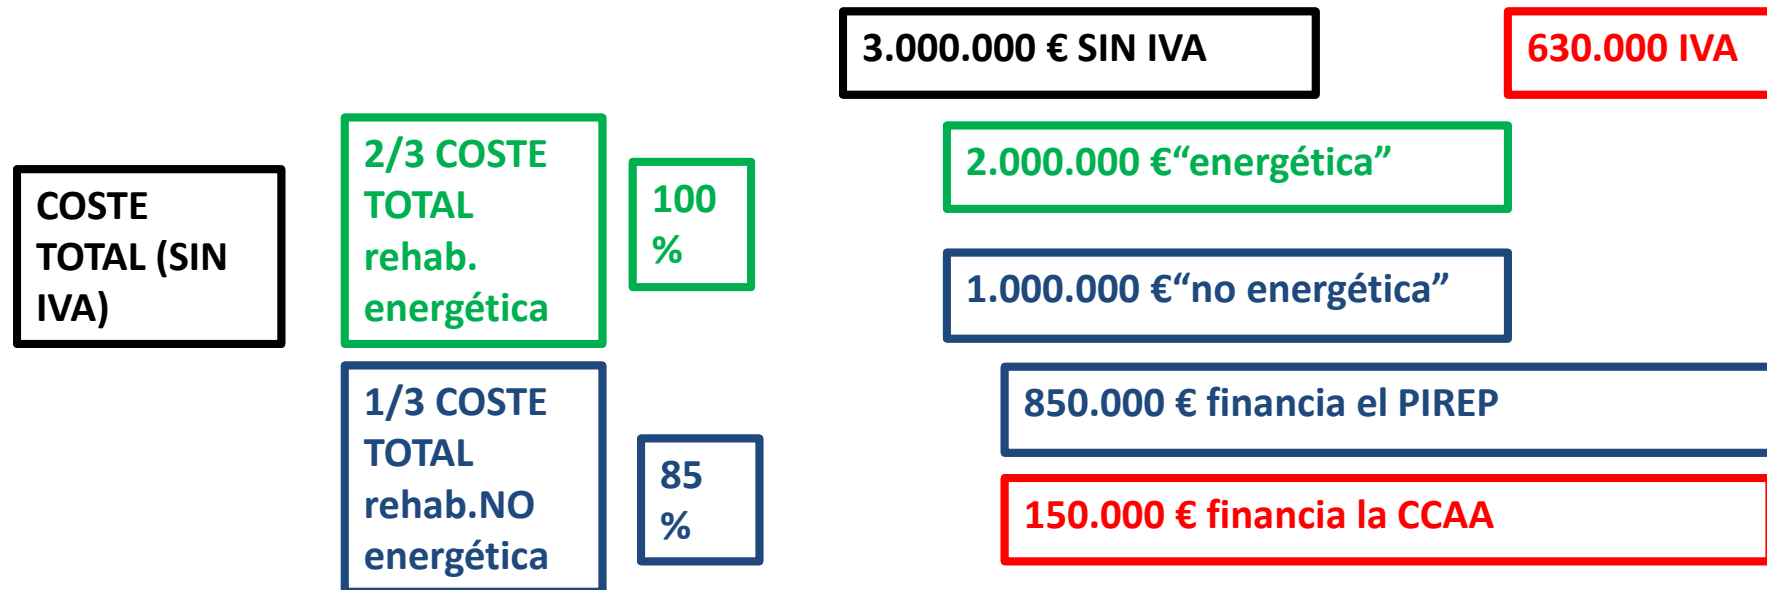 3.000.000 € SIN IVA
630.000 IVA
COSTE
TOTAL (SIN
IVA)
2/3 COSTE
TOTAL
rehab.
energética
100
%
2.000.000 €“energética”
1.000.000 €“no energética”
1/3 COSTE
TOTAL
rehab.NO
energética
85
%
850.000 € financia el PIREP
150.000 € financia la CCAA